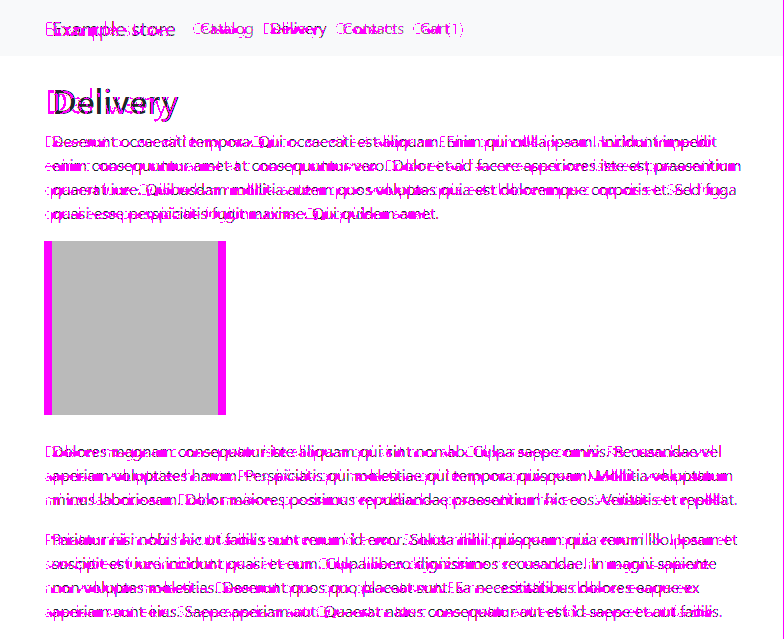 Example store Catalog Delivery Contacts Cart (1)
Delivery
Deserunt occaecati tempora. Qui occaecati est aliquam. Enim qui nulla ipsam. Incidunt impedit
enim consequuntur amet at consequuntur vero. Dolor et ad facere asperiores iste est praesentium
quaerat iure. Quibusdam mollitia autem quos voluptas quia est doloremque corporis et. Sed fuga
quasi esse perspiciatis fugit maxime. Qui quidem amet.
Dolores magnam consequatur iste aliquam qui sint non ab. Culpa saepe omnis. Recusandae vel
aperiam voluptates harum. Perspiciatis qui molestiae qui tempora quisquam. Mollitia voluptatum
minus laboriosam. Dolor maiores possimus repudiandae praesentium hic eos. Veritatis et repellat.
Pariatur nisi nobis hic ut facilis sunt rerum id error. Soluta nihil quisquam quia rerum illo. Ipsam et
suscipit est iure incidunt quasi et eum. Culpa libero dignissimos recusandae. In magni sapiente
non voluptas molestias. Deserunt quos quo placeat sunt. Ea necessitatibus dolores eaque ex
aperiam sunt eius. Saepe aperiam aut. Quaerat natus consequatur aut est id saepe et aut facilis.